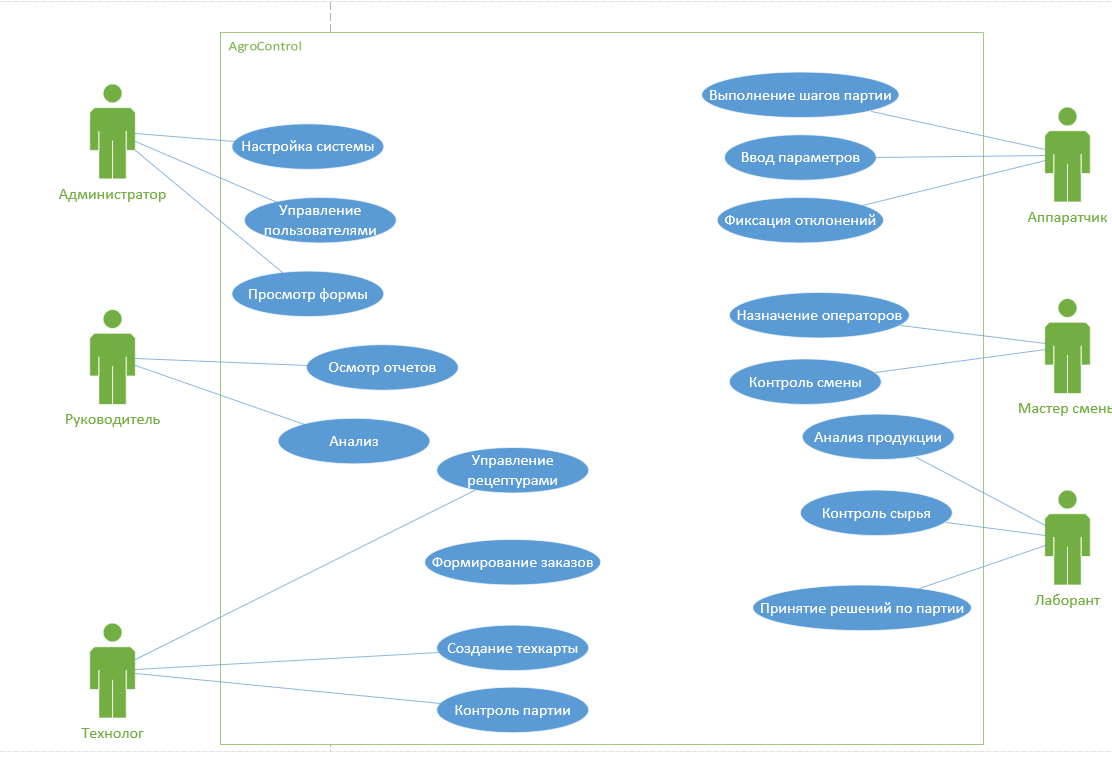 AgroControl
Администратор
Настройка системы
Управление
пользователями
Просмотр формы
Руководитель
Осмотр отчетов
Анализ
Технолог
Управление
рецептурами
Формирование заказов
Создание техкарты
Контроль партии
Выполнение шагов партии
Ввод параметров
Фиксация отклонений
Аппаратчик
Назначение операторов
Контроль смены
Мастер смень
Анализ продукции
Контроль сырья
Принятие решений по партии
Лаборант